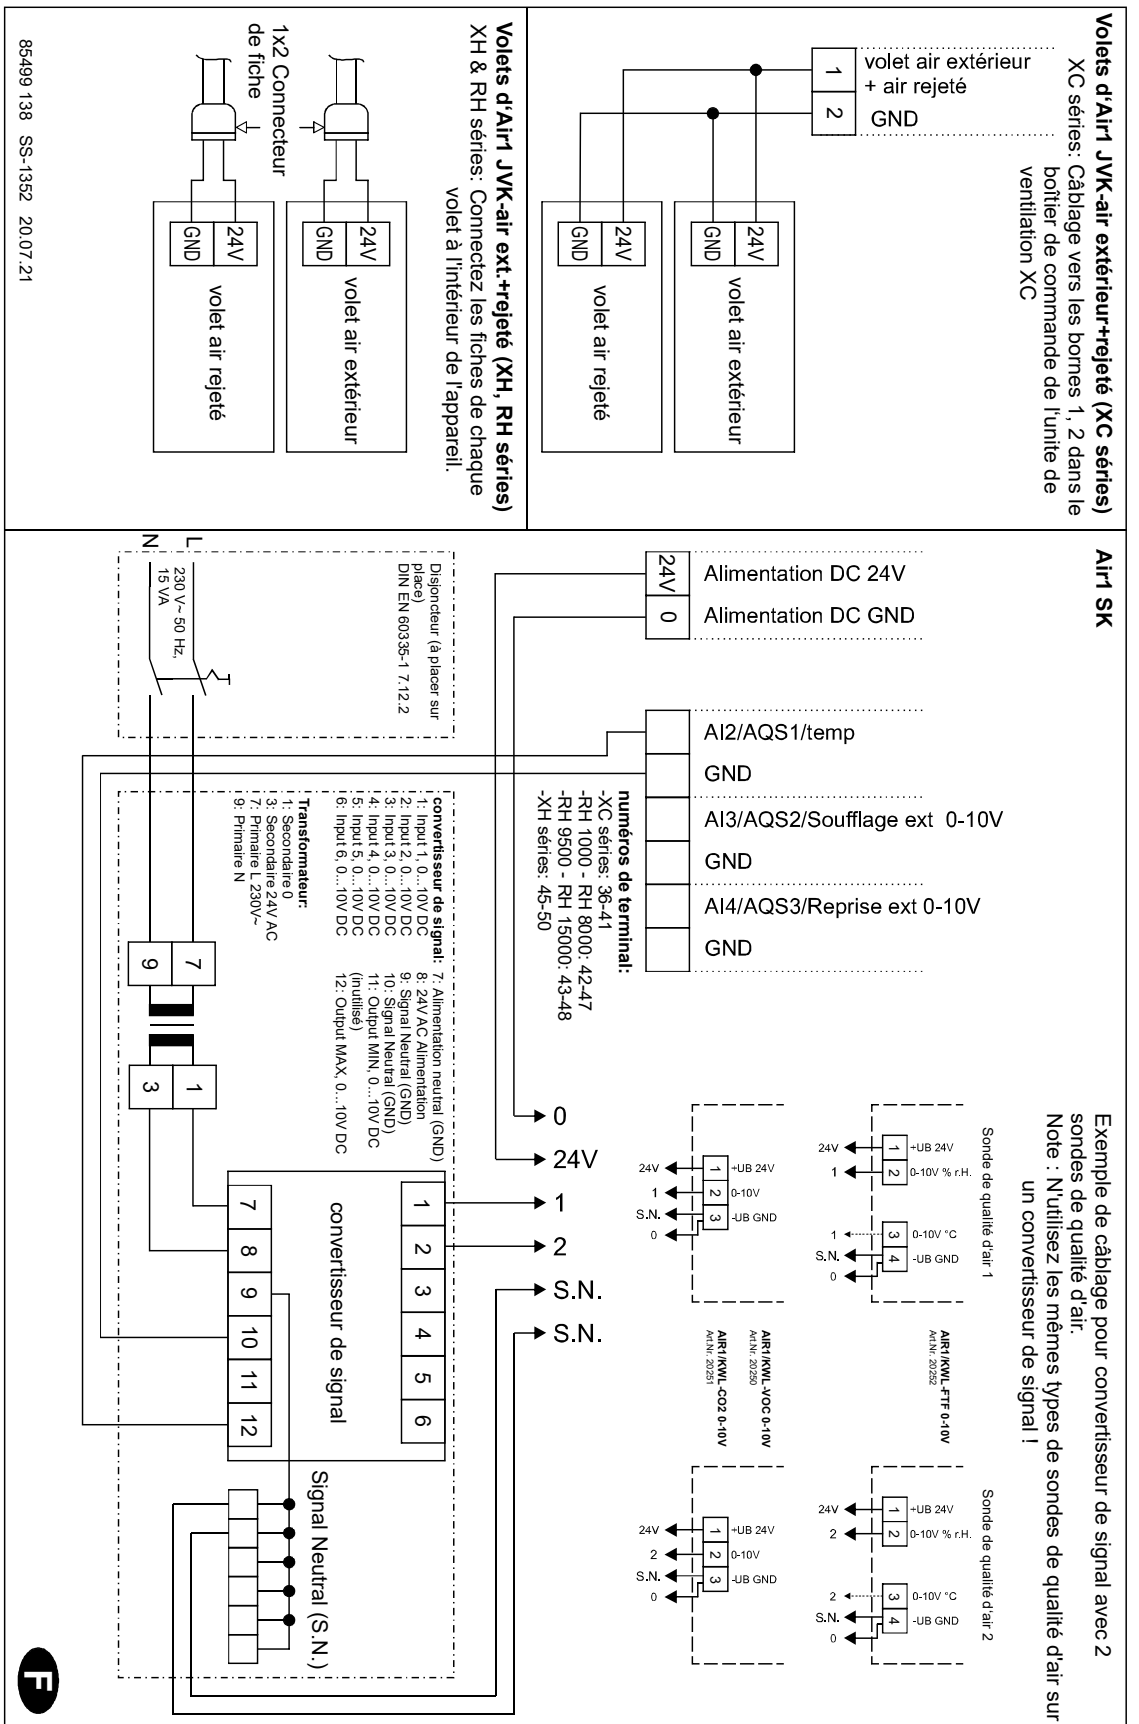 Volets d'Air1 JVK-air extérieur+rejeté (XC séries)
XC séries: Câblage vers les bornes 1, 2 dans le
boîtier de commande de l'unite de
ventilation XC
1
2
volet air extérieur
+ air rejeté
GND
24V
GND
volet air extérieur
24V
GND
volet air rejeté
Volets d'Air1 JVK-air ext.+rejeté (XH, RH séries)
XH & RH séries: Connectez les fiches de chaque
volet à l'intérieur de l'appareil.
1x2 Connecteur
de fiche
24V
GND
volet air extérieur
24V
GND
volet air rejeté
85499 138 SS-1352 20.07.21
Air1 SK
Exemple de câblage pour convertisseur de signal avec 2
sondes de qualité d'air.
Note : N'utilisez les mêmes types de sondes de qualité d'air sur
un convertisseur de signal !
24V
0
Alimentation DC 24V
Alimentation DC GND
AI2/AQS1/temp
GND
AI3/AQS2/Soufflage ext 0-10V
GND
AI4/AQS3/Reprise ext 0-10V
GND
numéros de terminal:
-XC séries: 36-41
-RH 1000 - RH 8000: 42-47
-RH 9500 - RH 15000: 43-48
-XH séries: 45-50
Sonde de qualité d'air 1
24V
1
+UB 24V
1
2
0-10V % r.H.
1
3
0-10V °C
S.N.
4
-UB GND
0
AIR1/KWL-FTF 0-10V
Art.Nr. 20252
Sonde de qualité d'air 2
24V
1
+UB 24V
2
2
0-10V % r.H.
2
3
0-10V °C
S.N.
4
-UB GND
0
24V
1
+UB 24V
1
2
0-10V
S.N.
3
-UB GND
0
AIR1/KWL-VOC 0-10V
Art.Nr. 20250
AIR1/KWL-CO2 0-10V
Art.Nr. 20251
24V
1
+UB 24V
2
2
0-10V
S.N.
3
-UB GND
0
0
24V
1
2
S.N.
S.N.
Disjoncteur (à placer sur
place)
DIN EN 60335-1 7.12.2
L
N
230 V~ 50 Hz,
15 VA
convertisseur de signal:
1: Input 1, 0...10V DC
2: Input 2, 0...10V DC
3: Input 3, 0...10V DC
4: Input 4, 0...10V DC
5: Input 5, 0...10V DC
6: Input 6, 0...10V DC
7: Alimentation neutral (GND)
8: 24V AC Alimentation
9: Signal Neutral (GND)
10: Signal Neutral (GND)
11: Output MIN, 0...10V DC
(inutilisé)
12: Output MAX, 0...10V DC
Transformateur:
1: Secondaire 0
3: Secondaire 24V AC
7: Primaire L 230V~
9: Primaire N
7
9
1
3
1 2 3 4 5 6
convertisseur de signal
7 8 9 10 11 12
Signal Neutral (S.N.)
F